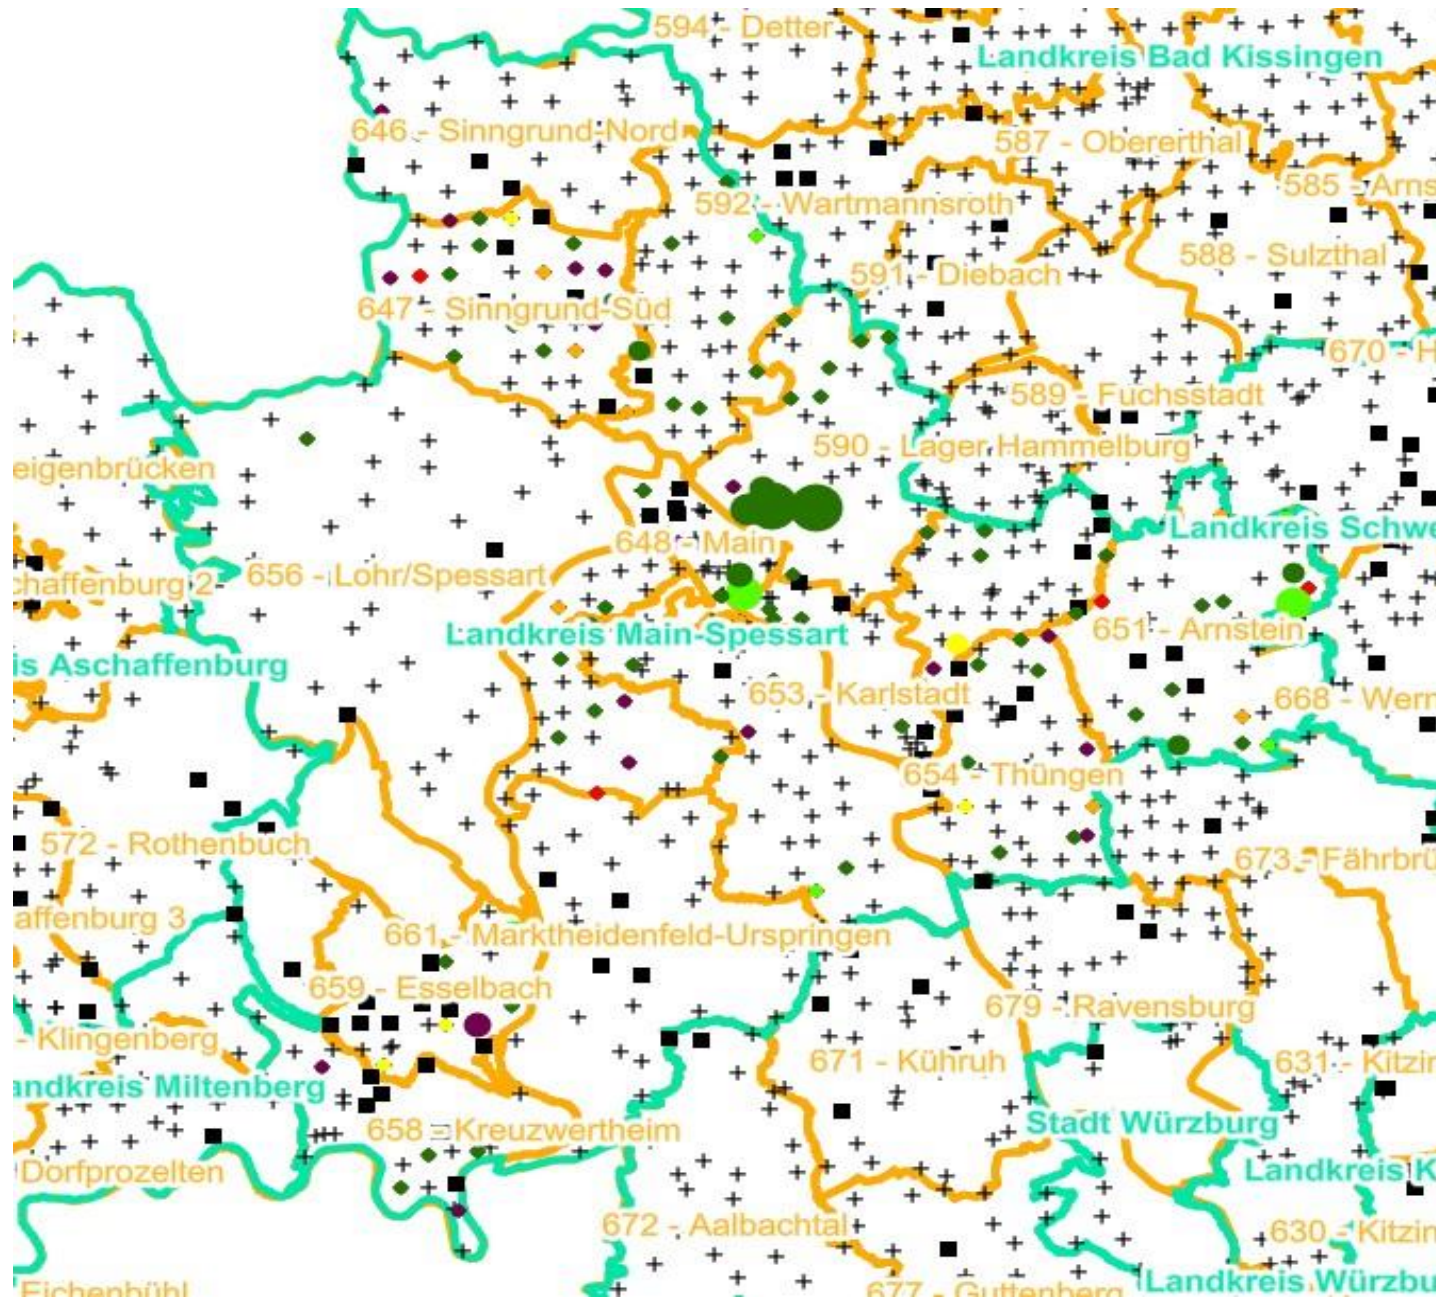 594 - Detter
Landkreis Bad Kissingen
646 - Sinngrund-Nord
587 - Obererthal
585 - Arns
592 - Wartmannsroth
588 - Sulzthal
591 - Diebach
647 - Sinngrund-Süd
670 - H
589 - Fuchsstadt
590 - Lager Hammelburg
eigenbrücken
Landkreis Schwe
648 - Main
656 - Lohr/Spessart
chaffenburg 2
651 - Arnstein
Landkreis Main-Spessart
is Aschaffenburg
653 - Karlstadt
668 - Wern
654 - Thüngen
572 - Rothenbuch
673 - Fährbrü
affenburg 3
661 - Marktheidenfeld-Urspringen
659 - Esselbach
679 - Ravensburg
- Klingenberg
671 - Kühruh
631 - Kitzin
andkreis Miltenberg
Stadt Würzburg
658 - Kreuzwertheim
Dorfprozelten
Landkreis K
672 - Aalbachtal
630 - Kitzin
Landkreis Würzbu
Eichenbühl
677 - Guttenberg